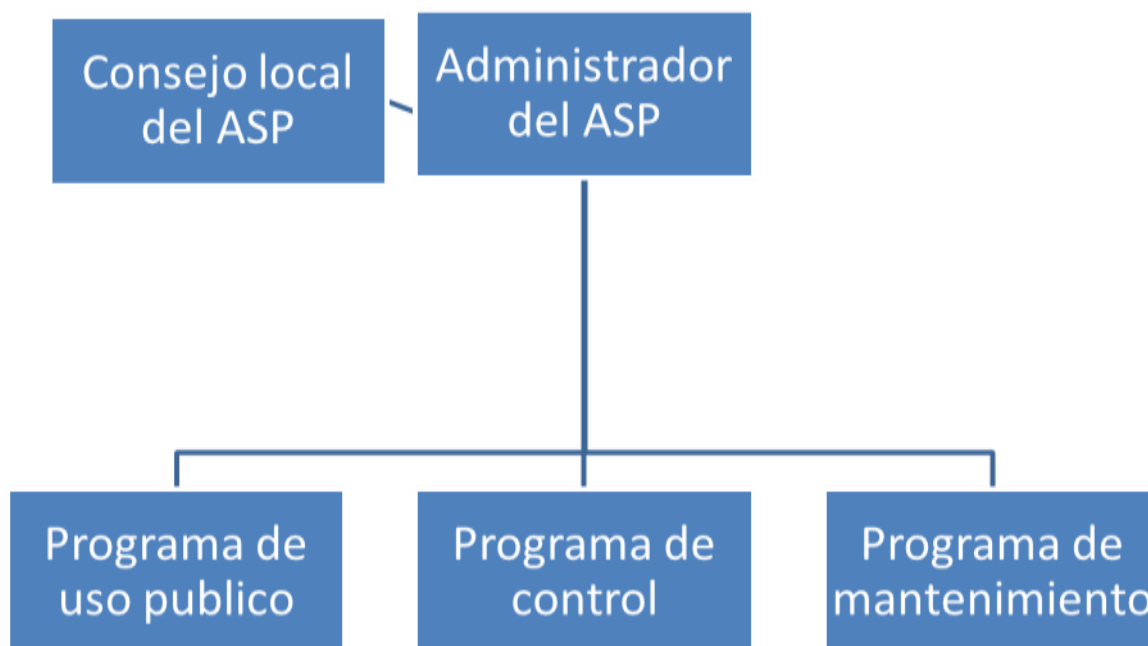 Consejo local
del ASP
Administrador
del ASP
Programa de
uso publico
Programa de
control
Programa de
mantenimiento